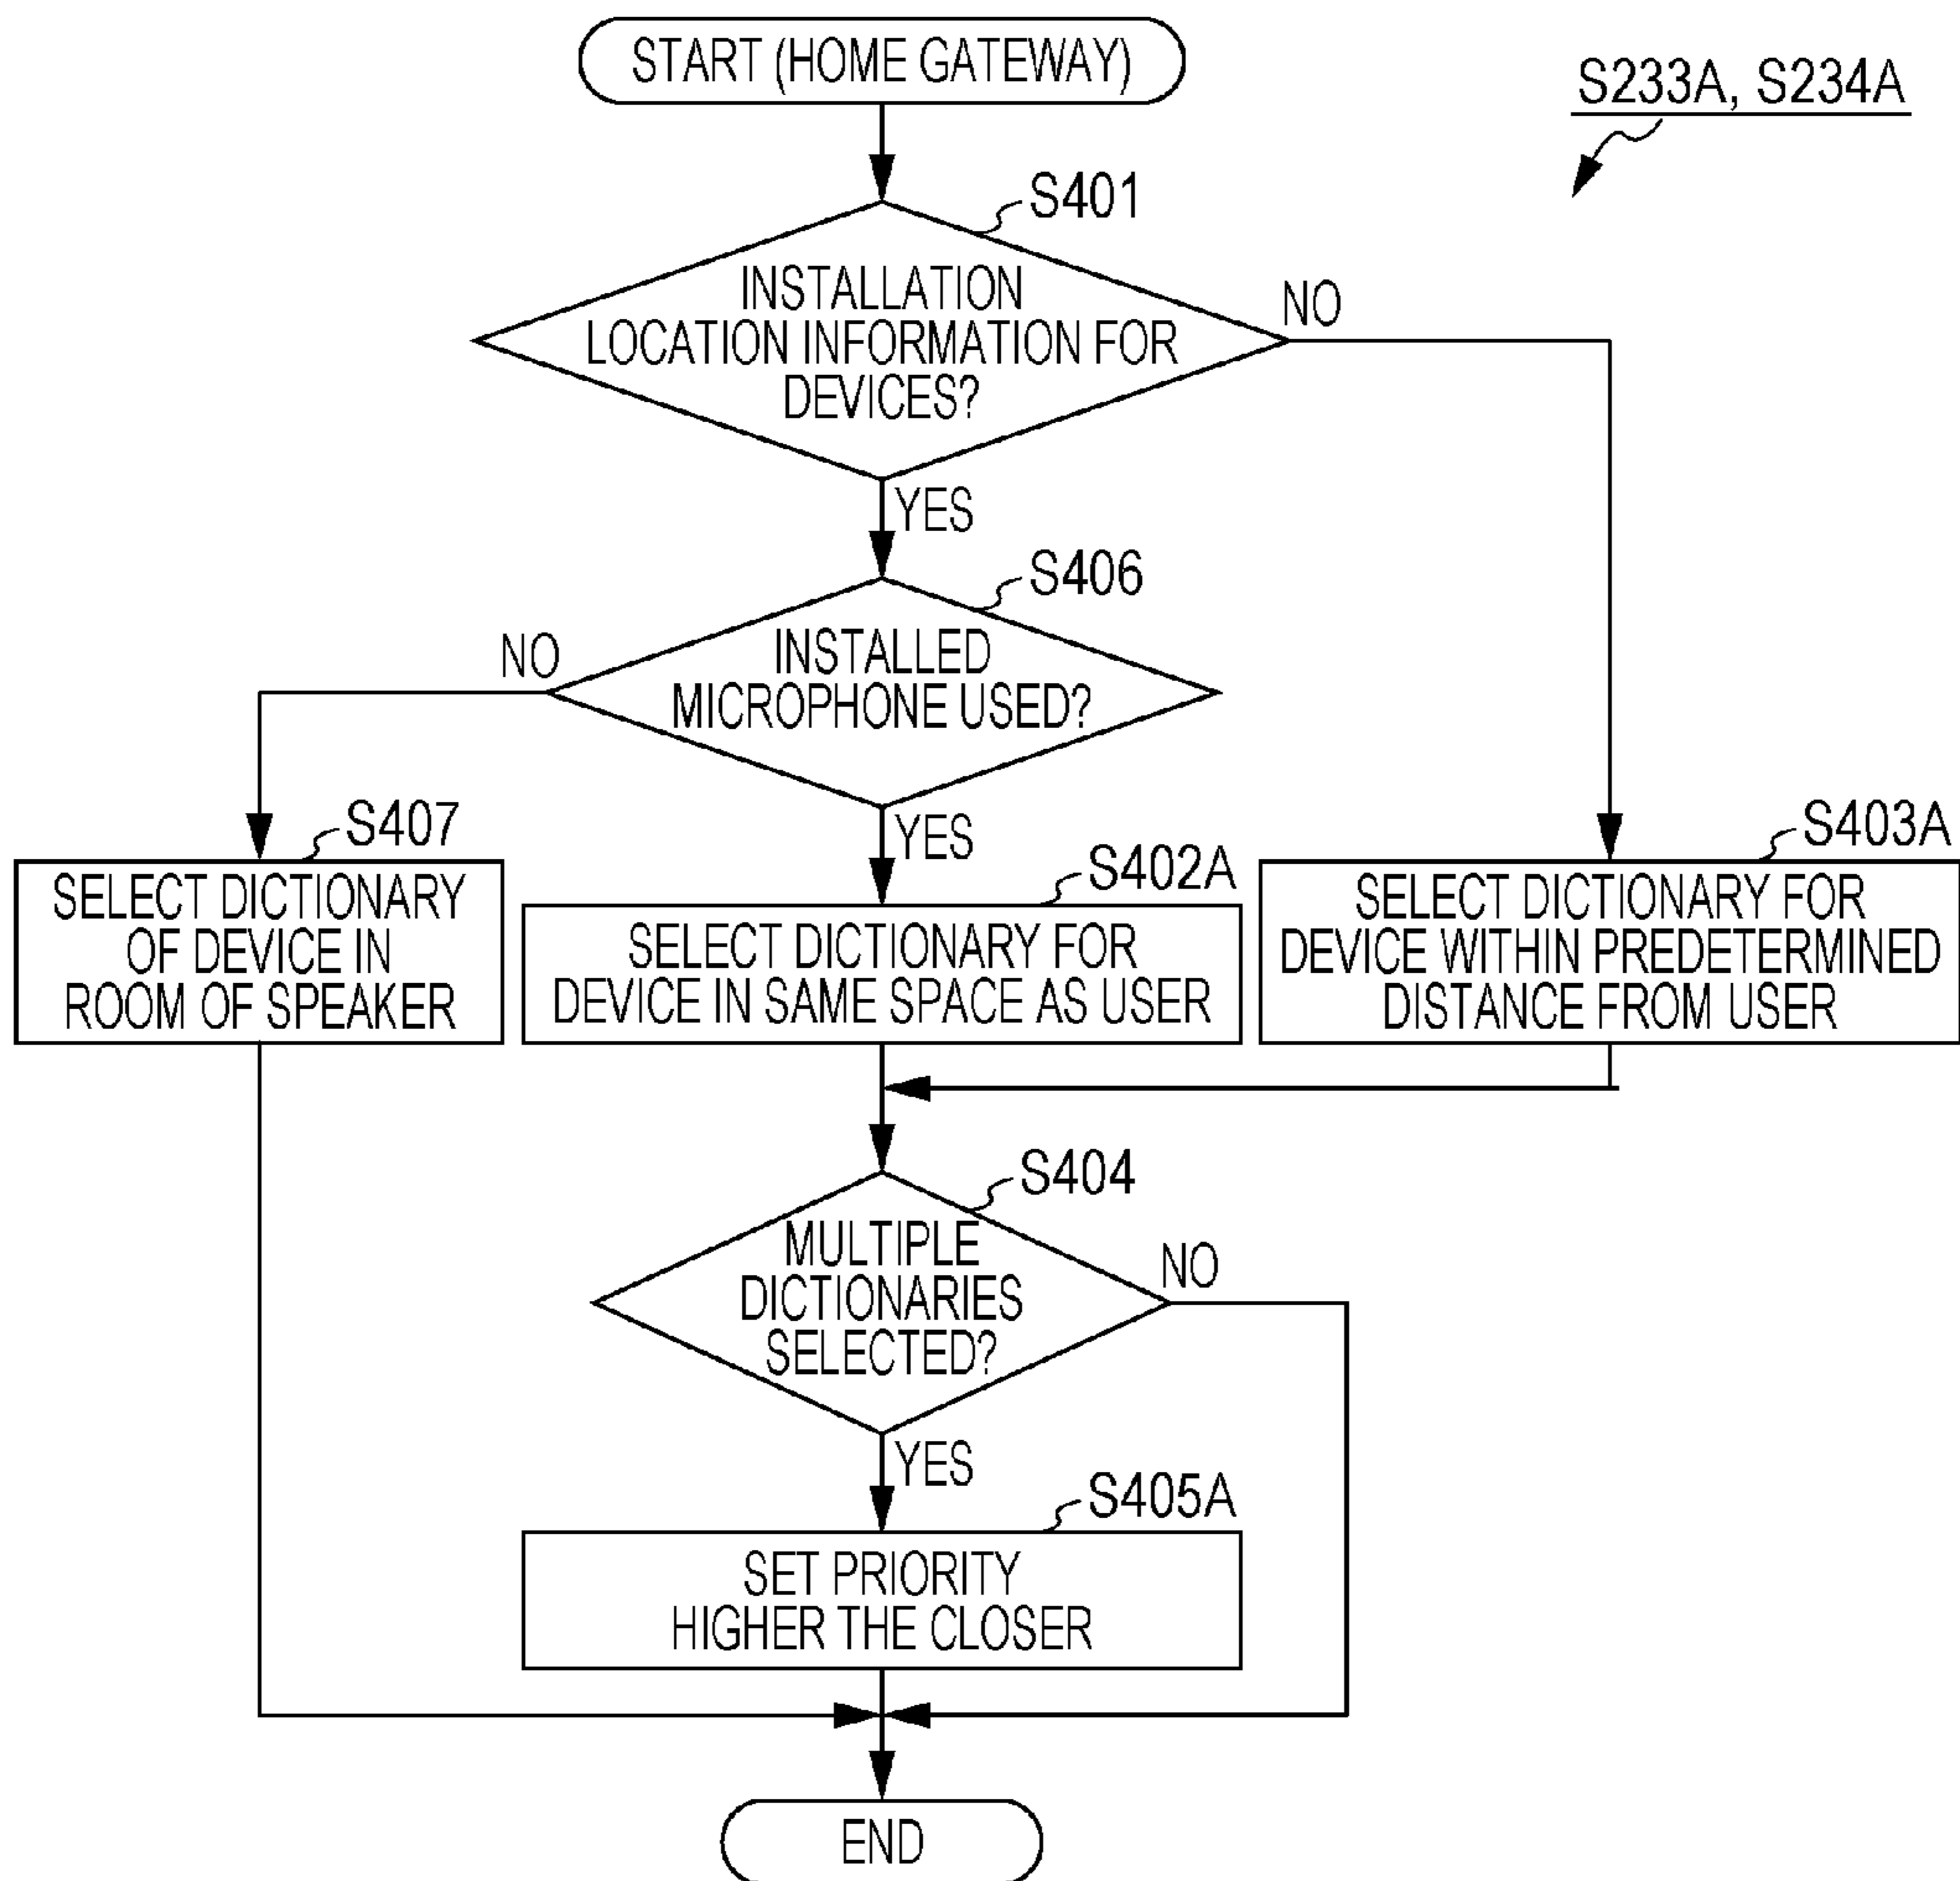 START (HOME GATEWAY)
S233A, S234A
S401
INSTALLATION
LOCATION INFORMATION FOR
DEVICES?
NO
YES
S406
INSTALLED
MICROPHONE USED?
NO
YES
S407
SELECT DICTIONARY
OF DEVICE IN
ROOM OF SPEAKER
S402A
SELECT DICTIONARY FOR
DEVICE IN SAME SPACE AS USER
S403A
SELECT DICTIONARY FOR
DEVICE WITHIN PREDETERMINED
DISTANCE FROM USER
S404
MULTIPLE
DICTIONARIES
SELECTED?
NO
YES
S405A
SET PRIORITY
HIGHER THE CLOSER
END